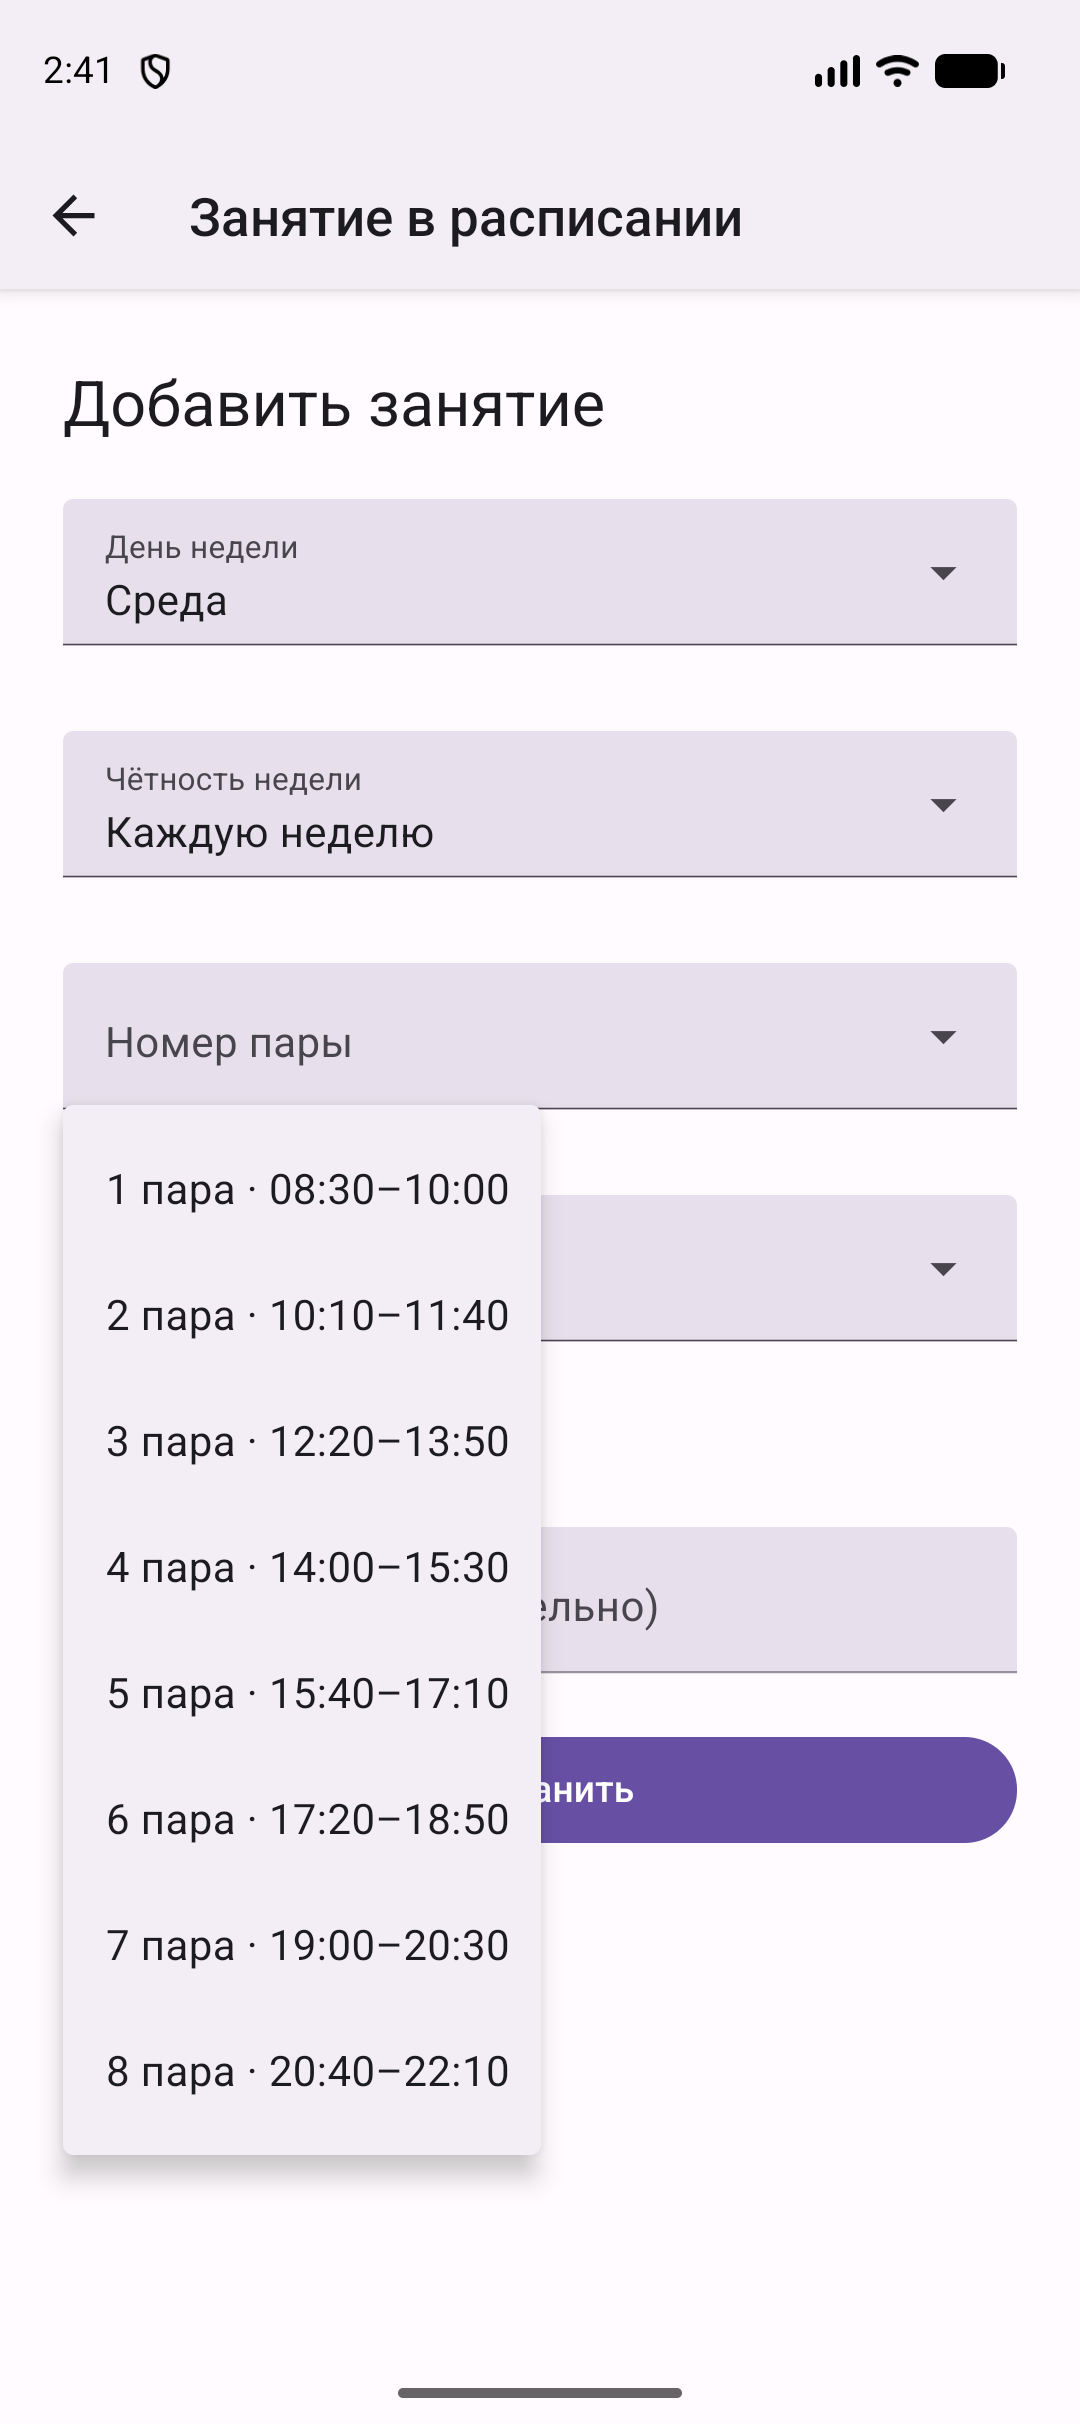 2:41
Занятие в расписании
Добавить занятие
День недели
Среда
Чётность недели
Каждую неделю
Номер пары
1 пара · 08:30–10:00
2 пара · 10:10–11:40
3 пара · 12:20–13:50
4 пара · 14:00–15:30
ельно)
5 пара · 15:40–17:10
анить
6 пара · 17:20–18:50
7 пара · 19:00–20:30
8 пара · 20:40–22:10